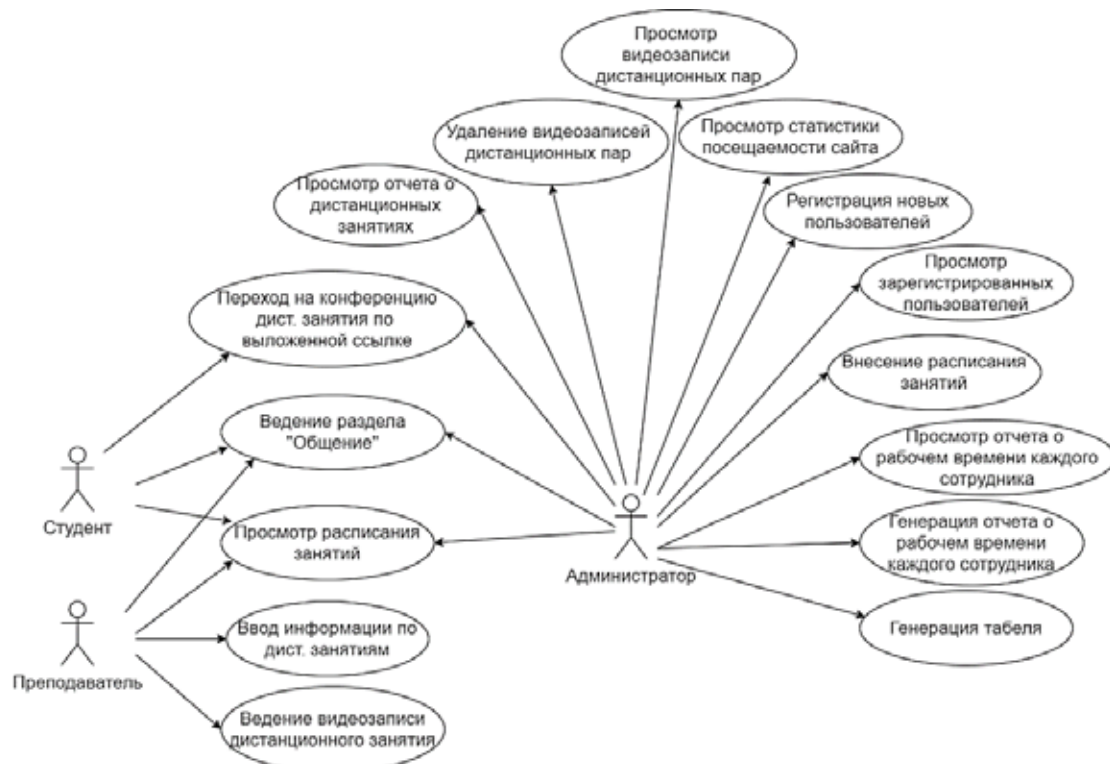 Просмотр
видеозаписи
дистанционных пар
Удаление видеозаписей
дистанционных пар
Просмотр статистики
посещаемости сайта
Просмотр отчета о
дистанционных
занятиях
Регистрация новых
пользователей
Просмотр
зарегистрированных
пользователей
Переход на конференцию
дист. занятия по
выложенной ссылке
Внесение расписания
занятий
Ведение раздела
"Общение"
Просмотр отчета о
рабочем времени каждого
сотрудника
Студент
Просмотр расписания
занятий
Администратор
Генерация отчета о
рабочем времени
каждого сотрудника
Ввод информации по
дист. занятиям
Генерация табеля
Преподаватель
Ведение видеозаписи
дистанционного занятия